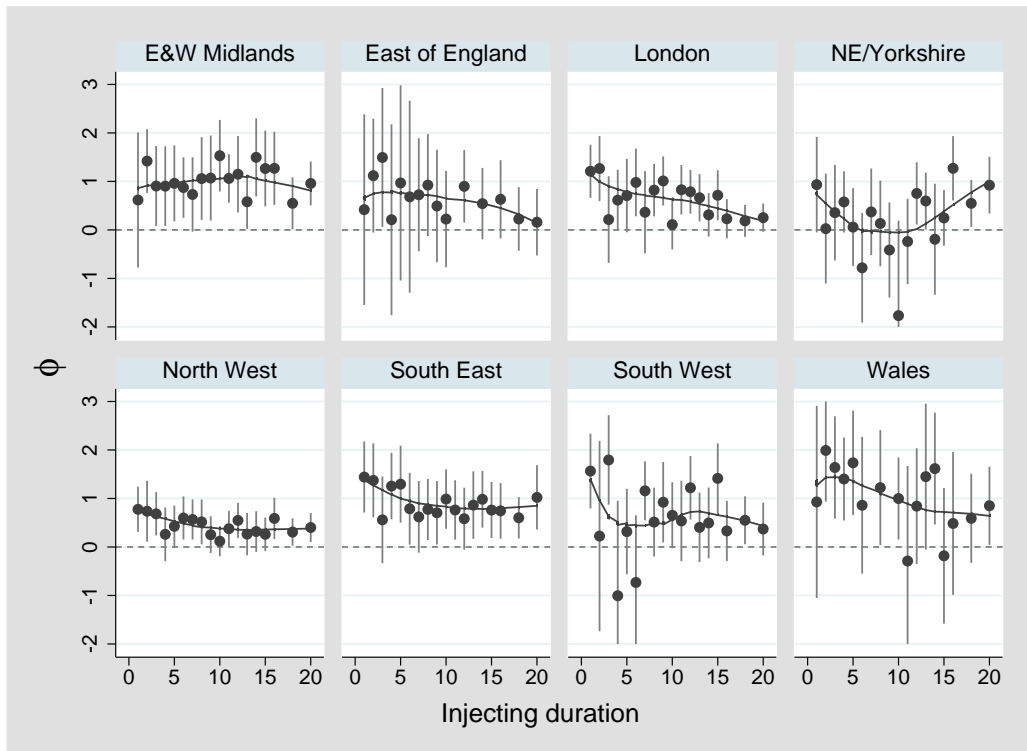 E&W Midlands East of England London NE/Yorkshire
3
2
1
0
-1
-2
North West South East South West Wales
3
2
1
0
-1
-2
ϕ
0 5 10 15 20 0 5 10 15 20 0 5 10 15 20 0 5 10 15 20
Injecting duration